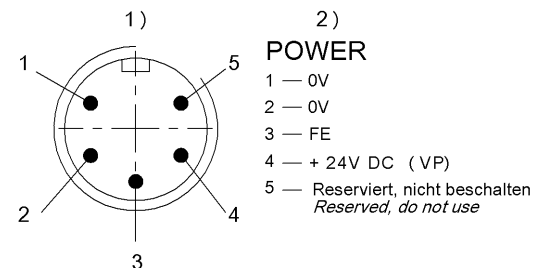 1) 2)
POWER
1 5
1 — 0V
2 — 0V
3 — FE
4 — + 24V DC (VP)
5 — Reserviert, nicht beschalten
Reserved, do not use
2 4
3